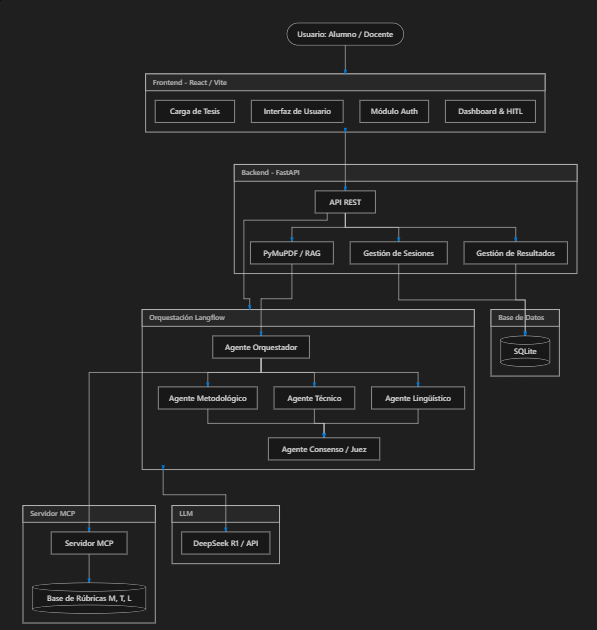 Usuario: Alumno / Docente
Frontend - React / Vite
Carga de Tesis
Interfaz de Usuario
Módulo Auth
Dashboard & HITL
Backend - FastAPI
API REST
PyMuPDF / RAG
Gestión de Sesiones
Gestión de Resultados
Orquestación Langflow
Base de Datos
Agente Orquestador
SQLite
Agente Metodológico
Agente Técnico
Agente Lingüístico
Agente Consenso / Juez
Servidor MCP
LLM
Servidor MCP
DeepSeek R1 / API
Base de Rúbricas M, T, L